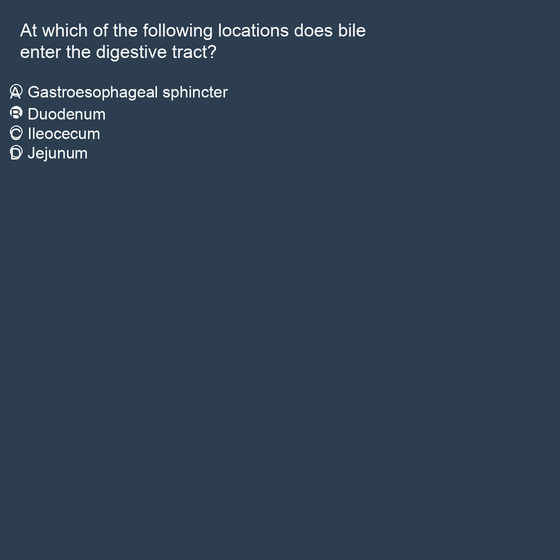 At which of the following locations does bile
enter the digestive tract?
A Gastroesophageal sphincter
B Duodenum
C Ileocecum
D Jejunum